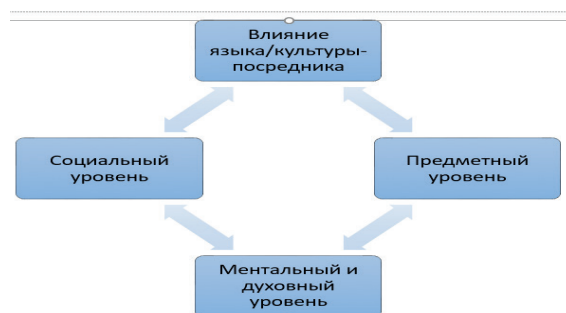 Влияние
языка/культуры-
посредника
Социальный
уровень
Предметный
уровень
Ментальный и
духовный
уровень